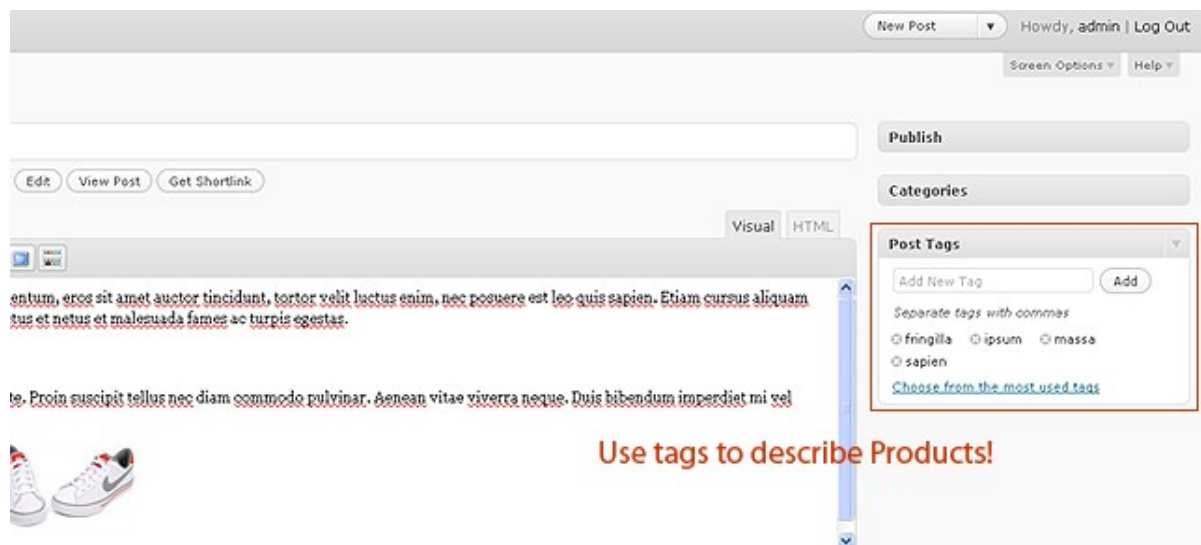 New Post Howdy, admin | Log Out
Screen Options Help
Publish
Edit View Post Get Shortlink
Categories
Visual HTML
Post Tags
Add New Tag Add
Separate tags with commas
fringilla ipsum massa
sapien
Choose from the most used tags
entum, eros sit amet auctor tincidunt, tortor velit luctus enim, nec posuere est leo quis sapien. Etiam cursus aliquam
tus et netus et malesuada fames ac turpis egestas.
te. Proin suscipit tellus nec diam commodo pulvinar. Aenean vitae viverra neque. Duis bibendum imperdiet mi vel
Use tags to describe Products!